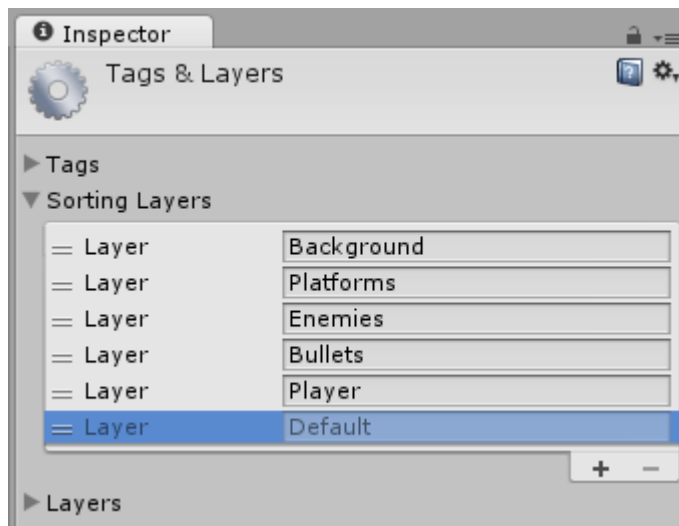 Inspector
Tags & Layers
Tags
Sorting Layers
Layer Background
Layer Platforms
Layer Enemies
Layer Bullets
Layer Player
Layer Default
+ −
Layers